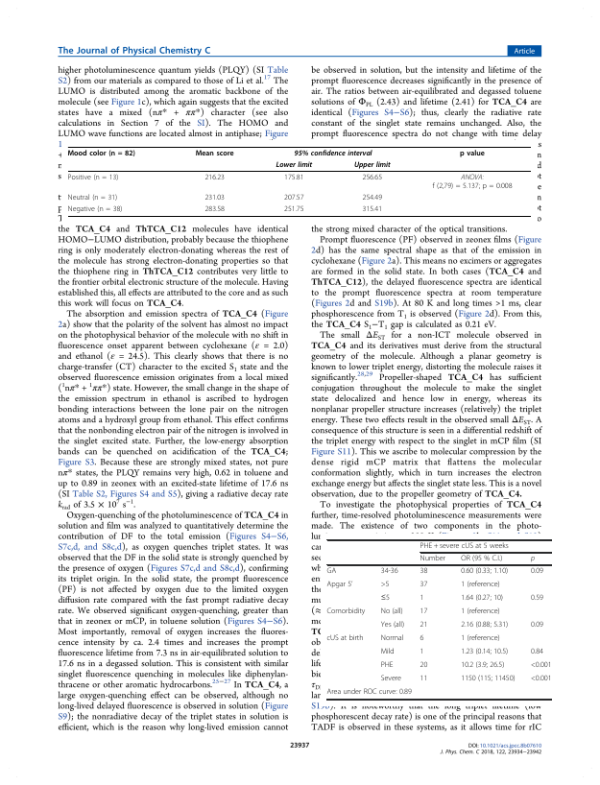 The Journal of Physical Chemistry C
Article
higher photoluminescence quantum yields (PLQY) (SI Table
S2) from our materials as compared to those of Li et al.17 The
LUMO is distributed among the aromatic backbone of the
molecule (see Figure 1c), which again suggests that the excited
states have a mixed (nπ* + ππ*) character (see also
calculations in Section 7 of the SI). The HOMO and
LUMO wave functions are located almost in antiphase; Figure
Mood color (n = 82) Mean score 95% confidence interval p value
Lower limit Upper limit
Positive (n = 13) 216.23 175.81 256.65 ANOVA:
f (2,79) = 5.137; p = 0.008
Neutral (n = 31) 231.03 207.57 254.49
Negative (n = 38) 283.58 251.75 315.41
the TCA_C4 and ThTCA_C12 molecules have identical
HOMO−LUMO distribution, probably because the thiophene
ring is only moderately electron-donating whereas the rest of
the molecule has strong electron-donating properties so that
the thiophene ring in ThTCA_C12 contributes very little to
the frontier orbital electronic structure of the molecule. Having
established this, all effects are attributed to the core and as such
this work will focus on TCA_C4.
The absorption and emission spectra of TCA_C4 (Figure
2a) show that the polarity of the solvent has almost no impact
on the photophysical behavior of the molecule with no shift in
fluorescence onset apparent between cyclohexane (ε = 2.0)
and ethanol (ε = 24.5). This clearly shows that there is no
charge-transfer (CT) character to the excited S1 state and the
observed fluorescence emission originates from a local mixed
(1nπ* + 1ππ*) state. However, the small change in the shape of
the emission spectrum in ethanol is ascribed to hydrogen
bonding interactions between the lone pair on the nitrogen
atoms and a hydroxyl group from ethanol. This effect confirms
that the nonbonding electron pair of the nitrogen is involved in
the singlet excited state. Further, the low-energy absorption
bands can be quenched on acidification of the TCA_C4;
Figure S3. Because these are strongly mixed states, not pure
nπ* states, the PLQY remains very high, 0.62 in toluene and
up to 0.89 in zeonex with an excited-state lifetime of 17.6 ns
(SI Table S2, Figures S4 and S5), giving a radiative decay rate
krad of 3.5 × 107 s−1.
Oxygen-quenching of the photoluminescence of TCA_C4 in
solution and film was analyzed to quantitatively determine the
contribution of DF to the total emission (Figures S4−S6,
S7c,d, and S8c,d), as oxygen quenches triplet states. It was
observed that the DF in the solid state is strongly quenched by
the presence of oxygen (Figures S7c,d and S8c,d), confirming
its triplet origin. In the solid state, the prompt fluorescence
(PF) is not affected by oxygen due to the limited oxygen
diffusion rate compared with the fast prompt radiative decay
rate. We observed significant oxygen-quenching, greater than
that in zeonex or mCP, in toluene solution (Figures S4−S6).
Most importantly, removal of oxygen increases the fluores-
cence intensity by ca. 2.4 times and increases the prompt
fluorescence lifetime from 7.3 ns in air-equilibrated solution to
17.6 ns in a degassed solution. This is consistent with similar
singlet fluorescence quenching in molecules like diphenylan-
thracene or other aromatic hydrocarbons.25−27 In TCA_C4, a
large oxygen-quenching effect can be observed, although no
long-lived delayed fluorescence is observed in solution (Figure
S9); the nonradiative decay of the triplet states in solution is
efficient, which is the reason why long-lived emission cannot
be observed in solution, but the intensity and lifetime of the
prompt fluorescence decreases significantly in the presence of
air. The ratios between air-equilibrated and degassed toluene
solutions of ΦPL (2.43) and lifetime (2.41) for TCA_C4 are
identical (Figures S4−S6); thus, clearly the radiative rate
constant of the singlet state remains unchanged. Also, the
prompt fluorescence spectra do not change with time delay
the strong mixed character of the optical transitions.
Prompt fluorescence (PF) observed in zeonex films (Figure
2d) has the same spectral shape as that of the emission in
cyclohexane (Figure 2a). This means no excimers or aggregates
are formed in the solid state. In both cases (TCA_C4 and
ThTCA_C12), the delayed fluorescence spectra are identical
to the prompt fluorescence spectra at room temperature
(Figures 2d and S19b). At 80 K and long times >1 ms, clear
phosphorescence from T1 is observed (Figure 2d). From this,
the TCA_C4 S1−T1 gap is calculated as 0.21 eV.
The small ΔEST for a non-ICT molecule observed in
TCA_C4 and its derivatives must derive from the structural
geometry of the molecule. Although a planar geometry is
known to lower triplet energy, distorting the molecule raises it
significantly.28,29 Propeller-shaped TCA_C4 has sufficient
conjugation throughout the molecule to make the singlet
state delocalized and hence low in energy, whereas its
nonplanar propeller structure increases (relatively) the triplet
energy. These two effects result in the observed small ΔEST. A
consequence of this structure is seen in a differential redshift of
the triplet with respect to the singlet in mCP film (SI
Figure S11). This we ascribe to molecular compression by the
dense rigid mCP matrix that flattens the molecular
conformation slightly, which in turn increases the electron
exchange energy but affects the singlet state less. This is a novel
observation, due to the propeller geometry of TCA_C4.
To investigate the photophysical properties of TCA_C4
further, time-resolved photoluminescence measurements were
made. The existence of two components in the photo-
PHE + severe cUS at 5 weeks
Number OR (95 % C.I.) p
GA 34-36 38 0.60 (0.33; 1.10) 0.09
Apgar 5' >5 37 1 (reference)
≤5 1 1.64 (0.27; 10) 0.59
Comorbidity No (all) 17 1 (reference)
Yes (all) 21 2.16 (0.88; 5.31) 0.09
cUS at birth Normal 6 1 (reference)
Mild 1 1.23 (0.14; 10.5) 0.84
PHE 20 10.2 (3.9; 26.5) <0.001
Severe 11 1150 (115; 11450) <0.001
Area under ROC curve: 0.89
S19b). It is noteworthy that the long triplet lifetime (low
phosphorescent decay rate) is one of the principal reasons that
TADF is observed in these systems, as it allows time for rIC
23937
DOI: 10.1021/acs.jpcc.8b07610
J. Phys. Chem. C 2018, 122, 23934−23942